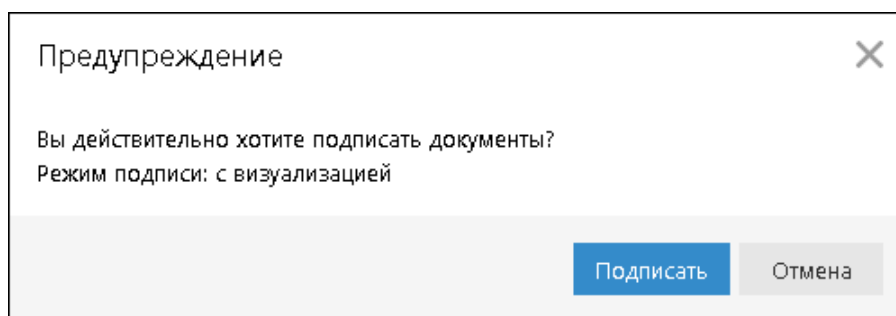 Предупреждение
Вы действительно хотите подписать документы?
Режим подписи: с визуализацией
Подписать Отмена